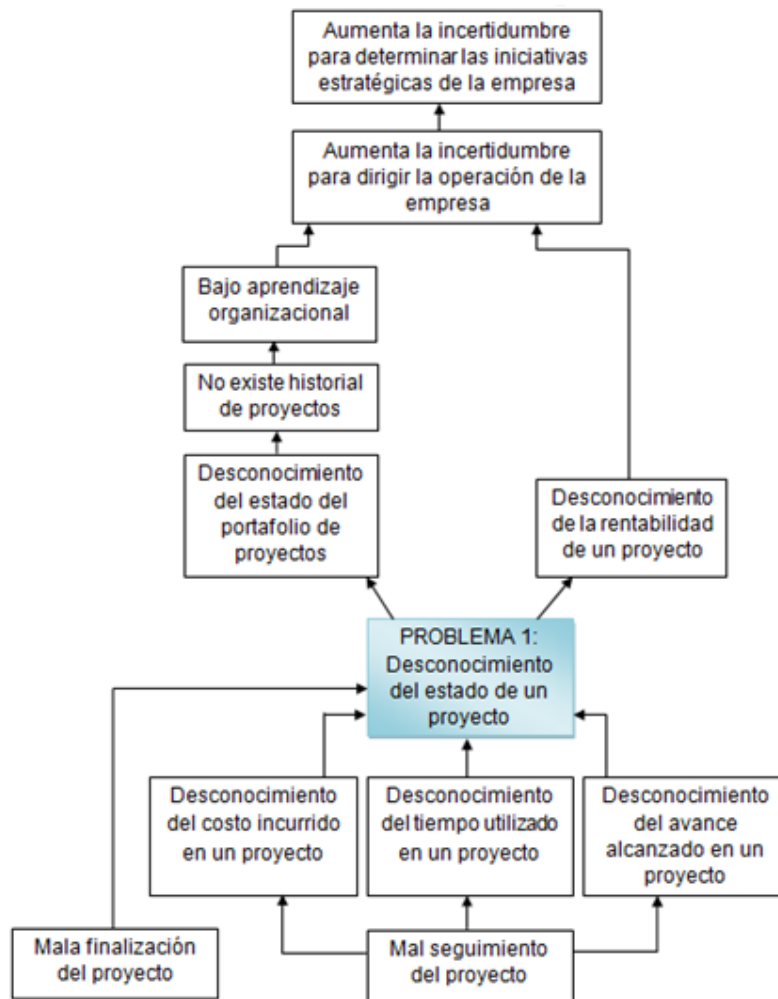 Aumenta la incertidumbre
para determinar las iniciativas
estratégicas de la empresa
Aumenta la incertidumbre
para dirigir la operación de la
empresa
Bajo aprendizaje
organizacional
No existe historial
de proyectos
Desconocimiento
del estado del
portafolio de
proyectos
Desconocimiento
de la rentabilidad
de un proyecto
PROBLEMA 1:
Desconocimiento
del estado de un
proyecto
Desconocimiento
del costo incurrido
en un proyecto
Desconocimiento
del tiempo utilizado
en un proyecto
Desconocimiento
del avance
alcanzado en un
proyecto
Mala finalización
del proyecto
Mal seguimiento
del proyecto